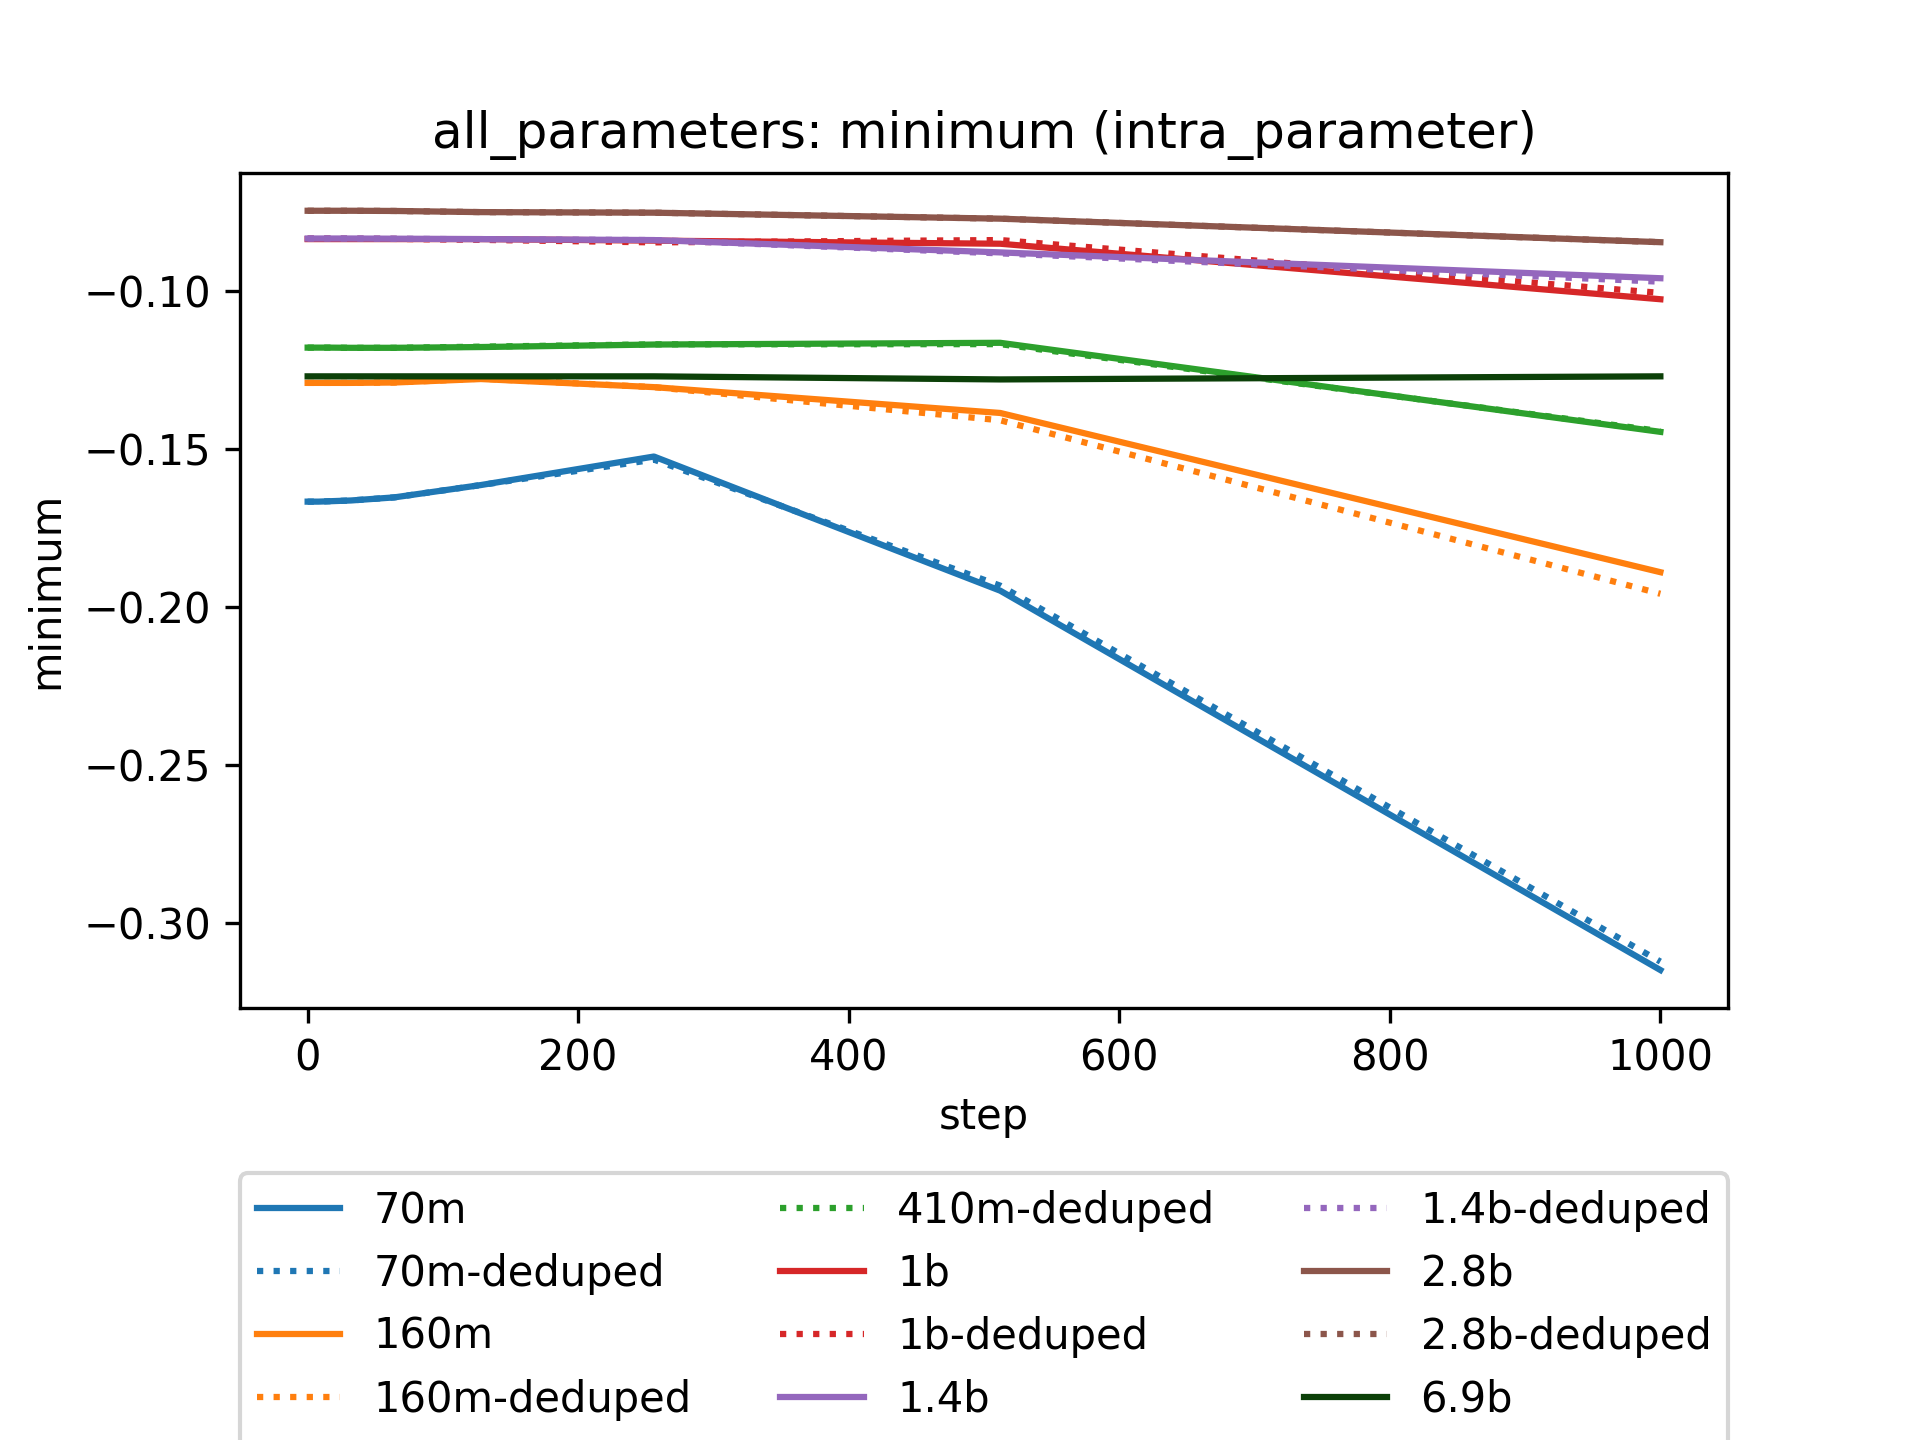 all_parameters: minimum (intra_parameter)
minimum
−0.10
−0.15
−0.20
−0.25
−0.30
0 200 400 600 800 1000
step
70m
70m-deduped
160m
160m-deduped
410m-deduped
1b
1b-deduped
1.4b
1.4b-deduped
2.8b
2.8b-deduped
6.9b